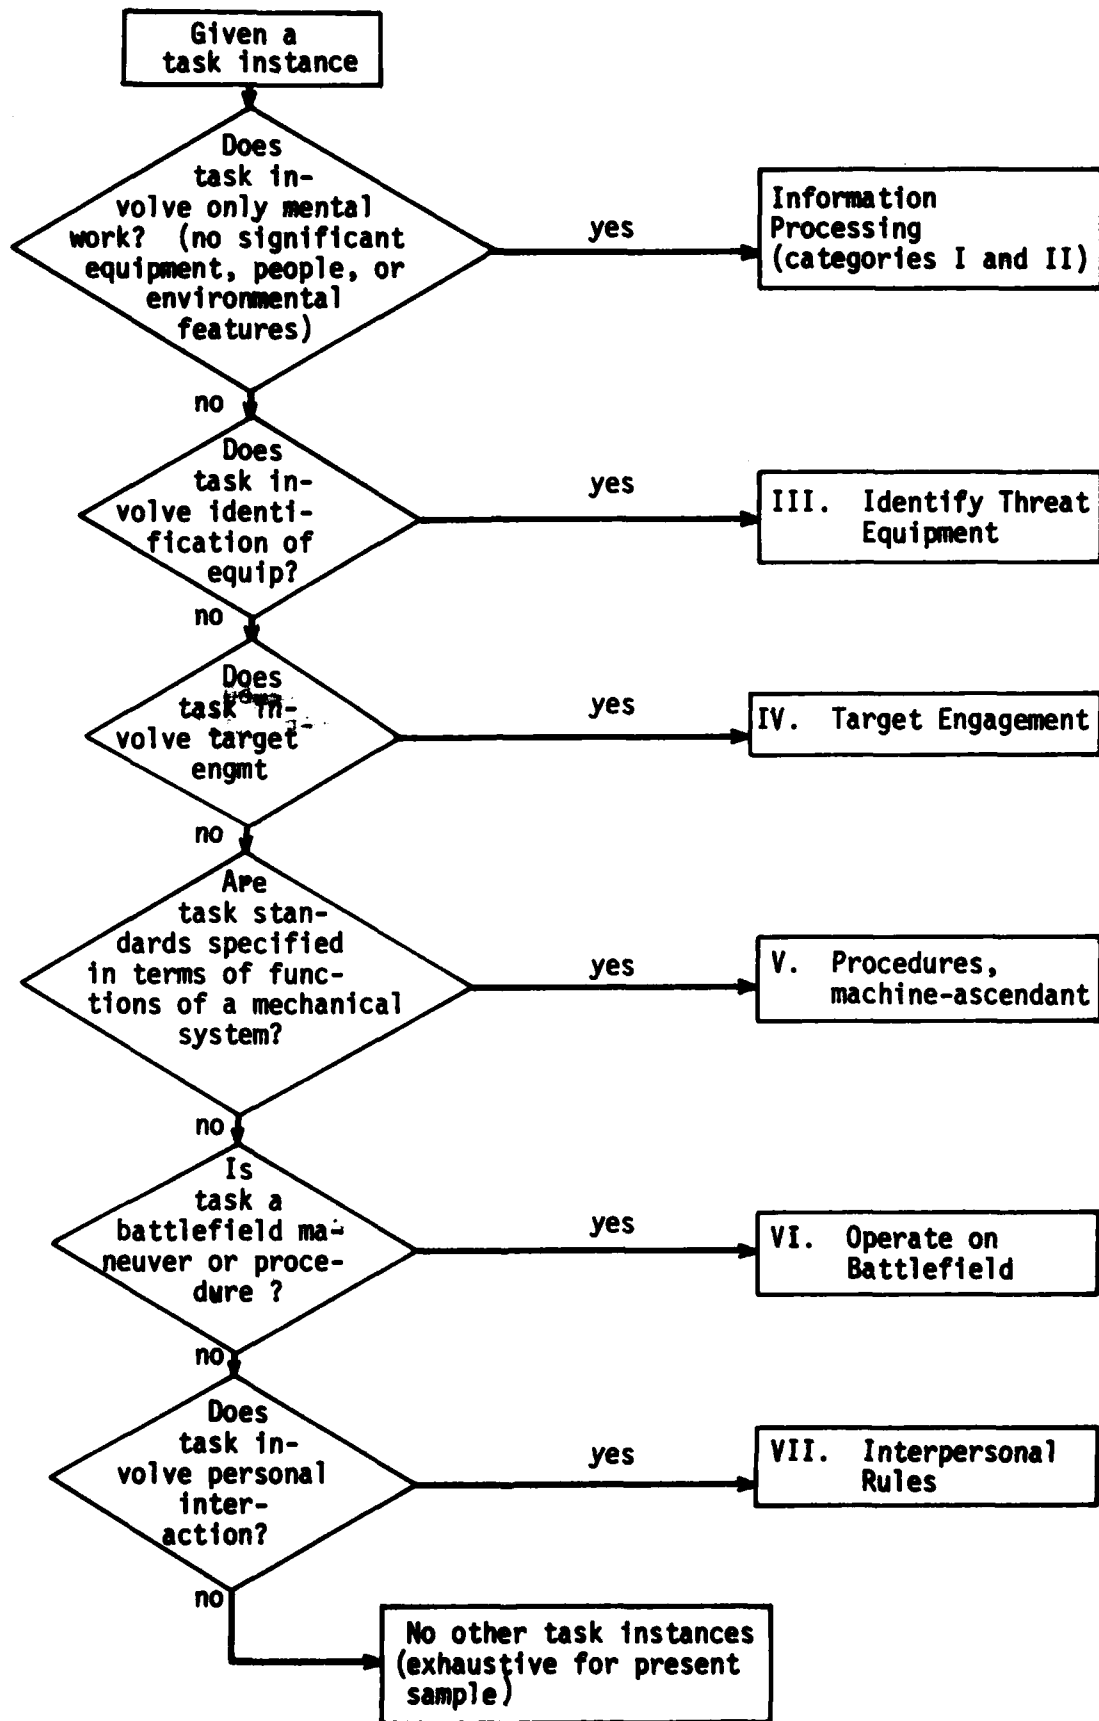 Given a
task instance
Does
task in-
volve only mental
work? (no significant
equipment, people, or
environmental
features)
yes
Information
Processing
(categories I and II)
no
Does
task in-
volve identi-
fication of
equip?
yes
III. Identify Threat
Equipment
no
Does
task in-
volve target
engmt
yes
IV. Target Engagement
no
Are
task stan-
dards specified
in terms of func-
tions of a mechanical
system?
yes
V. Procedures,
machine-ascendant
no
Is
task a
battlefield ma-
neuver or proce-
dure ?
yes
VI. Operate on
Battlefield
no
Does
task in-
volve personal
inter-
action?
yes
VII. Interpersonal
Rules
no
No other task instances
(exhaustive for present
sample)